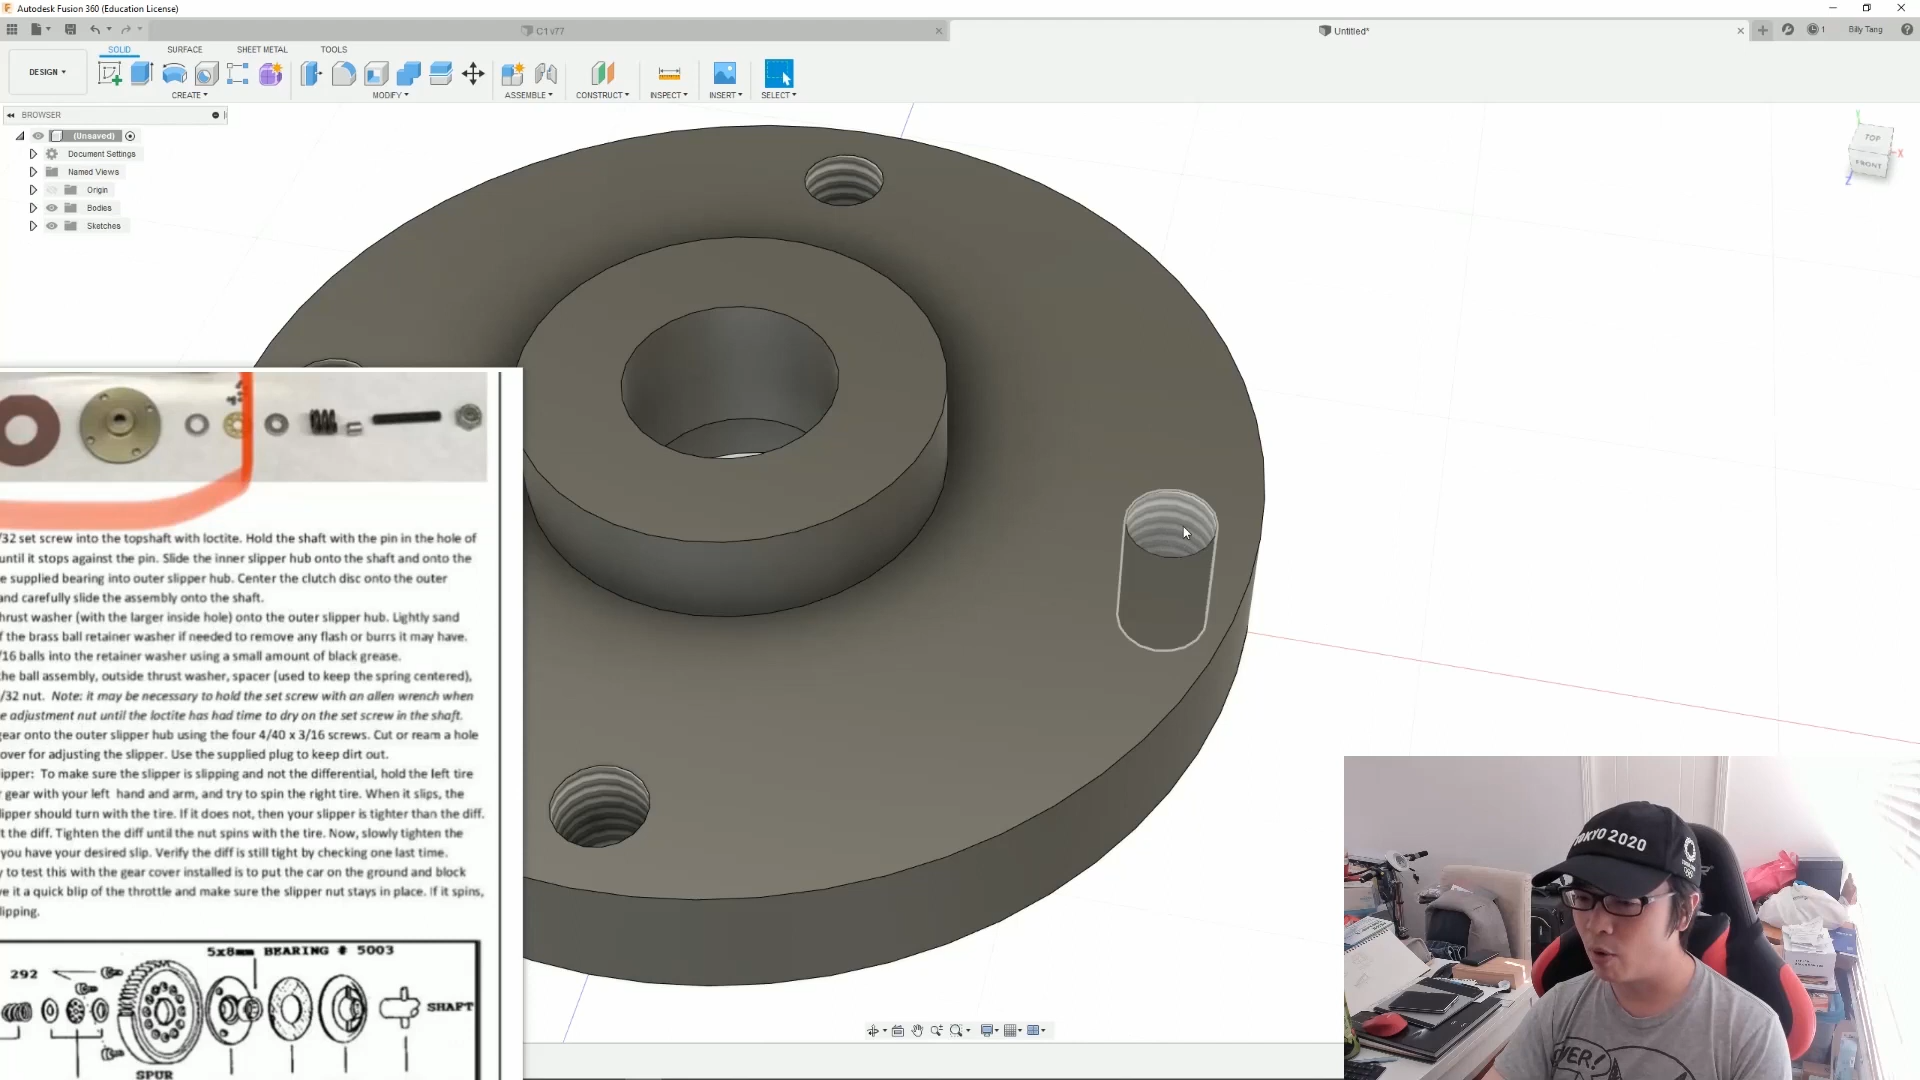 Autodesk Fusion 360 (Education License)
C1 v77
Untitled*
1
Billy Tang
SOLID
SURFACE
SHEET METAL
TOOLS
DESIGN
CREATE
MODIFY
ASSEMBLE
CONSTRUCT
INSPECT
INSERT
SELECT
BROWSER
(Unsaved)
Document Settings
Named Views
Origin
Bodies
Sketches
Y
TOP
X
FRONT
Z
/32 set screw into the topshaft with loctite. Hold the shaft with the pin in the hole of
until it stops against the pin. Slide the inner slipper hub onto the shaft and onto the
e supplied bearing into outer slipper hub. Center the clutch disc onto the outer
and carefully slide the assembly onto the shaft.
hrust washer (with the larger inside hole) onto the outer slipper hub. Lightly sand
f the brass ball retainer washer if needed to remove any flash or burrs it may have.
/16 balls into the retainer washer using a small amount of black grease.
he ball assembly, outside thrust washer, spacer (used to keep the spring centered),
/32 nut. Note: it may be necessary to hold the set screw with an allen wrench when
e adjustment nut until the loctite has had time to dry on the set screw in the shaft.
gear onto the outer slipper hub using the four 4/40 x 3/16 screws. Cut or ream a hole
over for adjusting the slipper. Use the supplied plug to keep dirt out.
ipper: To make sure the slipper is slipping and not the differential, hold the left tire
r gear with your left hand and arm, and try to spin the right tire. When it slips, the
lipper should turn with the tire. If it does not, then your slipper is tighter than the diff.
t the diff. Tighten the diff until the nut spins with the tire. Now, slowly tighten the
you have your desired slip. Verify the diff is still tight by checking one last time.
y to test this with the gear cover installed is to put the car on the ground and block
ve it a quick blip of the throttle and make sure the slipper nut stays in place. If it spins,
lipping.
5x8mm BEARING # 5003
292
SHAFT
SPUR
TOKYO 2020
OVER!